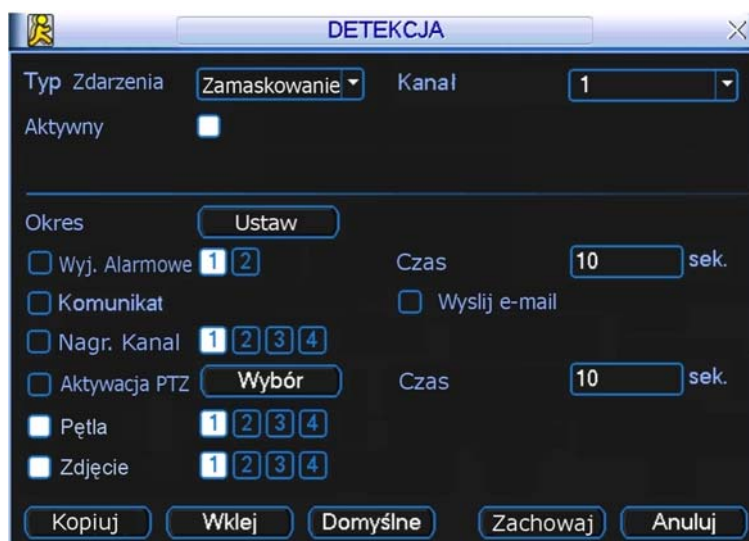 DETEKCJA
Typ Zdarzenia Zamaskowanie Kanał 1
Aktywny
Okres Ustaw
Wyj. Alarmowe 1 2 Czas 10 sek.
Komunikat Wyslij e-mail
Nagr. Kanal 1 2 3 4
Aktywacja PTZ Wybór Czas 10 sek.
Pętla 1 2 3 4
Zdjęcie 1 2 3 4
Kopiuj Wklej Domyślne Zachowaj Anuluj